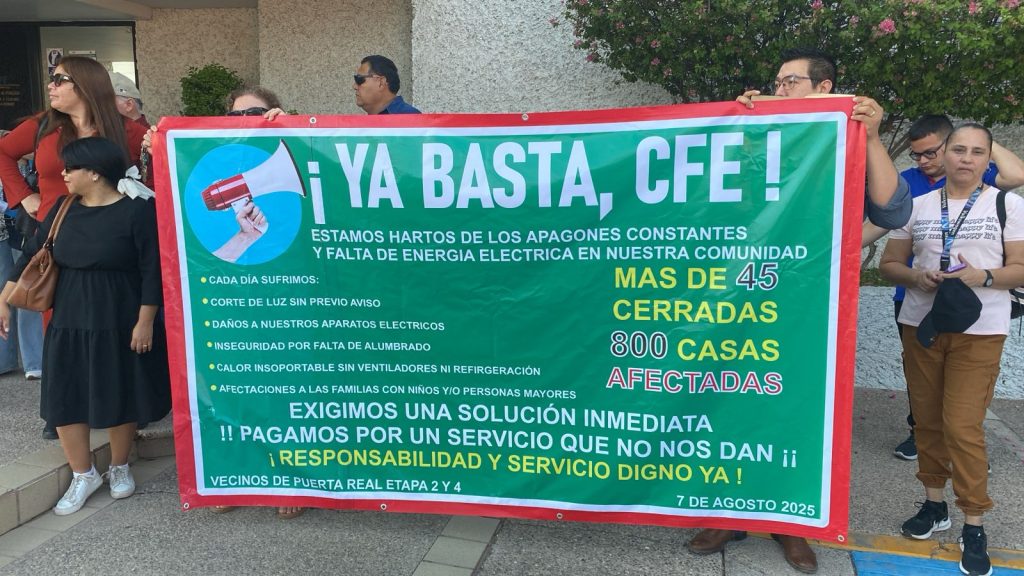 ¡ YA BASTA, CFE !
ESTAMOS HARTOS DE LOS APAGONES CONSTANTES
Y FALTA DE ENERGIA ELECTRICA EN NUESTRA COMUNIDAD
• CADA DÍA SUFRIMOS:
• CORTE DE LUZ SIN PREVIO AVISO
• DAÑOS A NUESTROS APARATOS ELECTRICOS
• INSEGURIDAD POR FALTA DE ALUMBRADO
• CALOR INSOPORTABLE SIN VENTILADORES NI REFIRGERACIÓN
• AFECTACIONES A LAS FAMILIAS CON NIÑOS Y/O PERSONAS MAYORES
MAS DE 45
CERRADAS
800 CASAS
AFECTADAS
EXIGIMOS UNA SOLUCIÓN INMEDIATA
!! PAGAMOS POR UN SERVICIO QUE NO NOS DAN ¡¡
¡ RESPONSABILIDAD Y SERVICIO DIGNO YA !
VECINOS DE PUERTA REAL ETAPA 2 Y 4
7 DE AGOSTO 2025